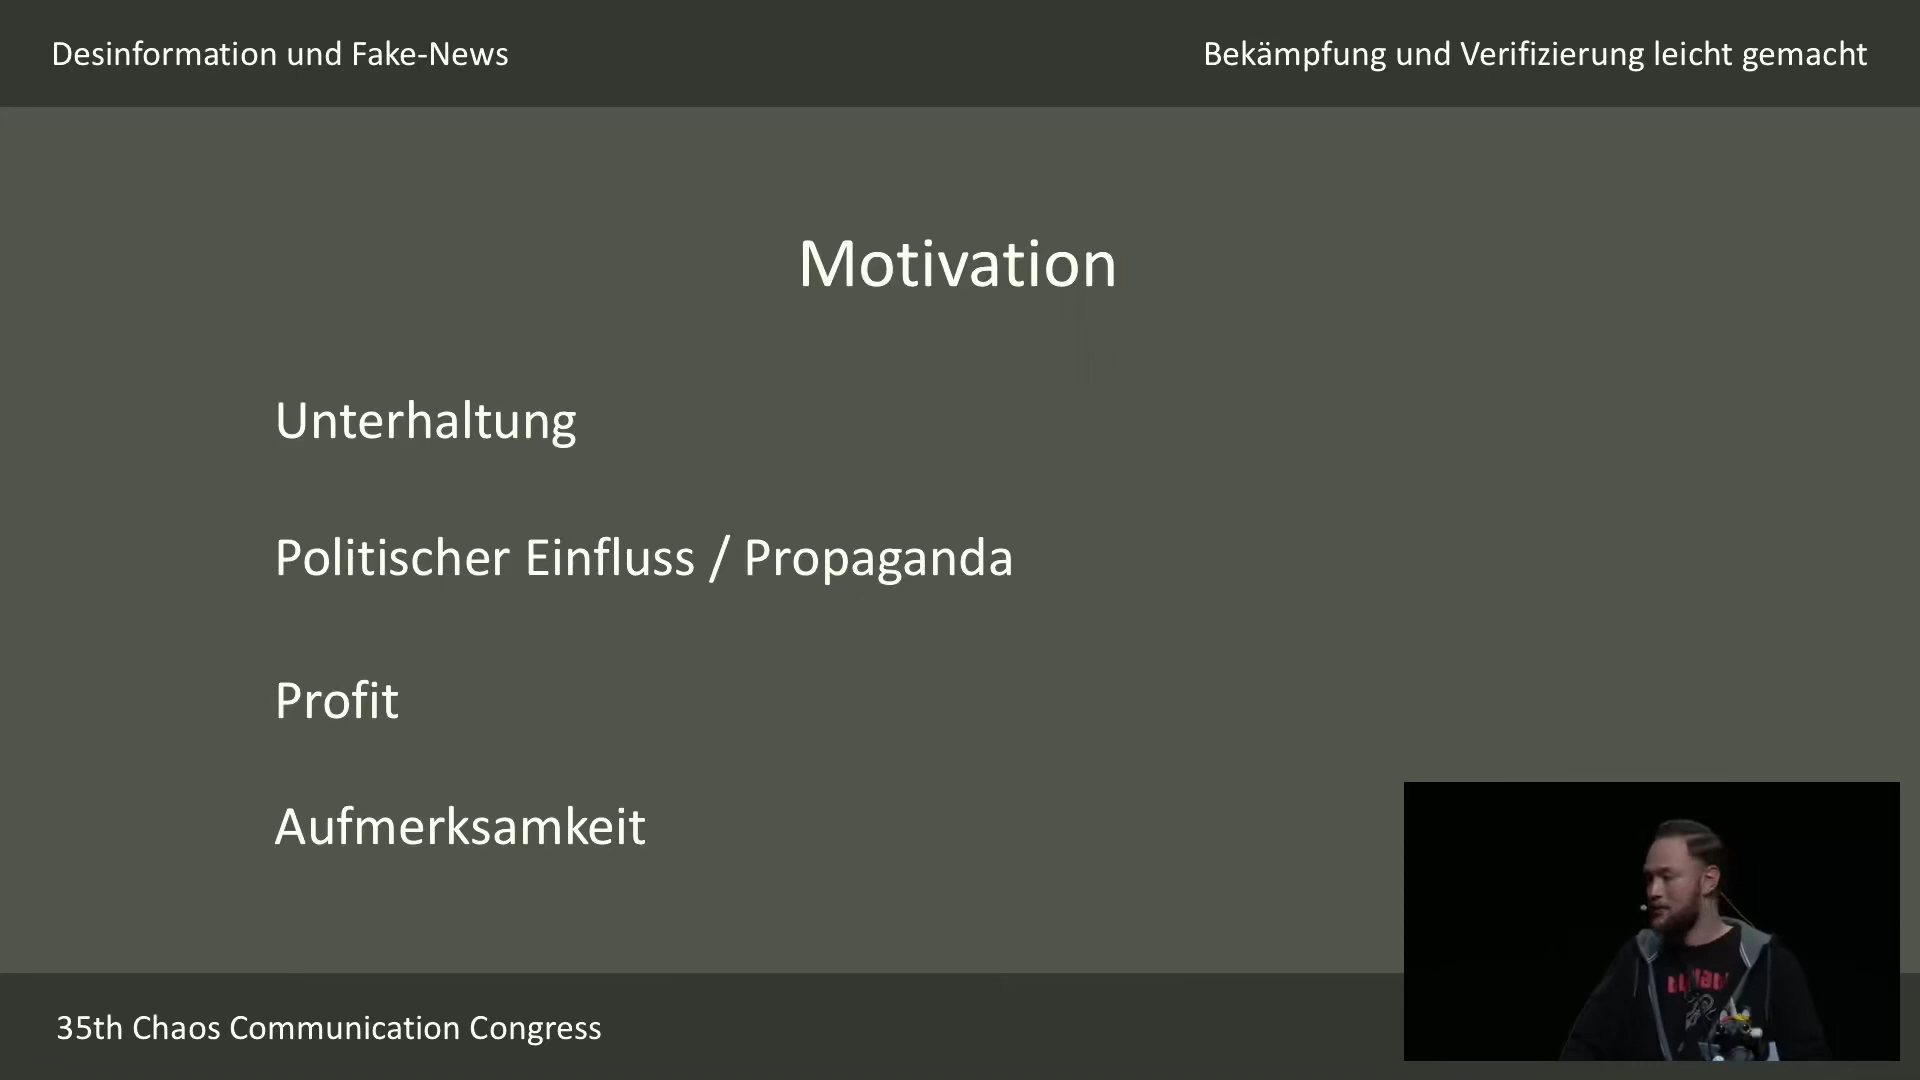 Desinformation und Fake-News
Bekämpfung und Verifizierung leicht gemacht
Motivation
Unterhaltung
Politischer Einfluss / Propaganda
Profit
Aufmerksamkeit
35th Chaos Communication Congress